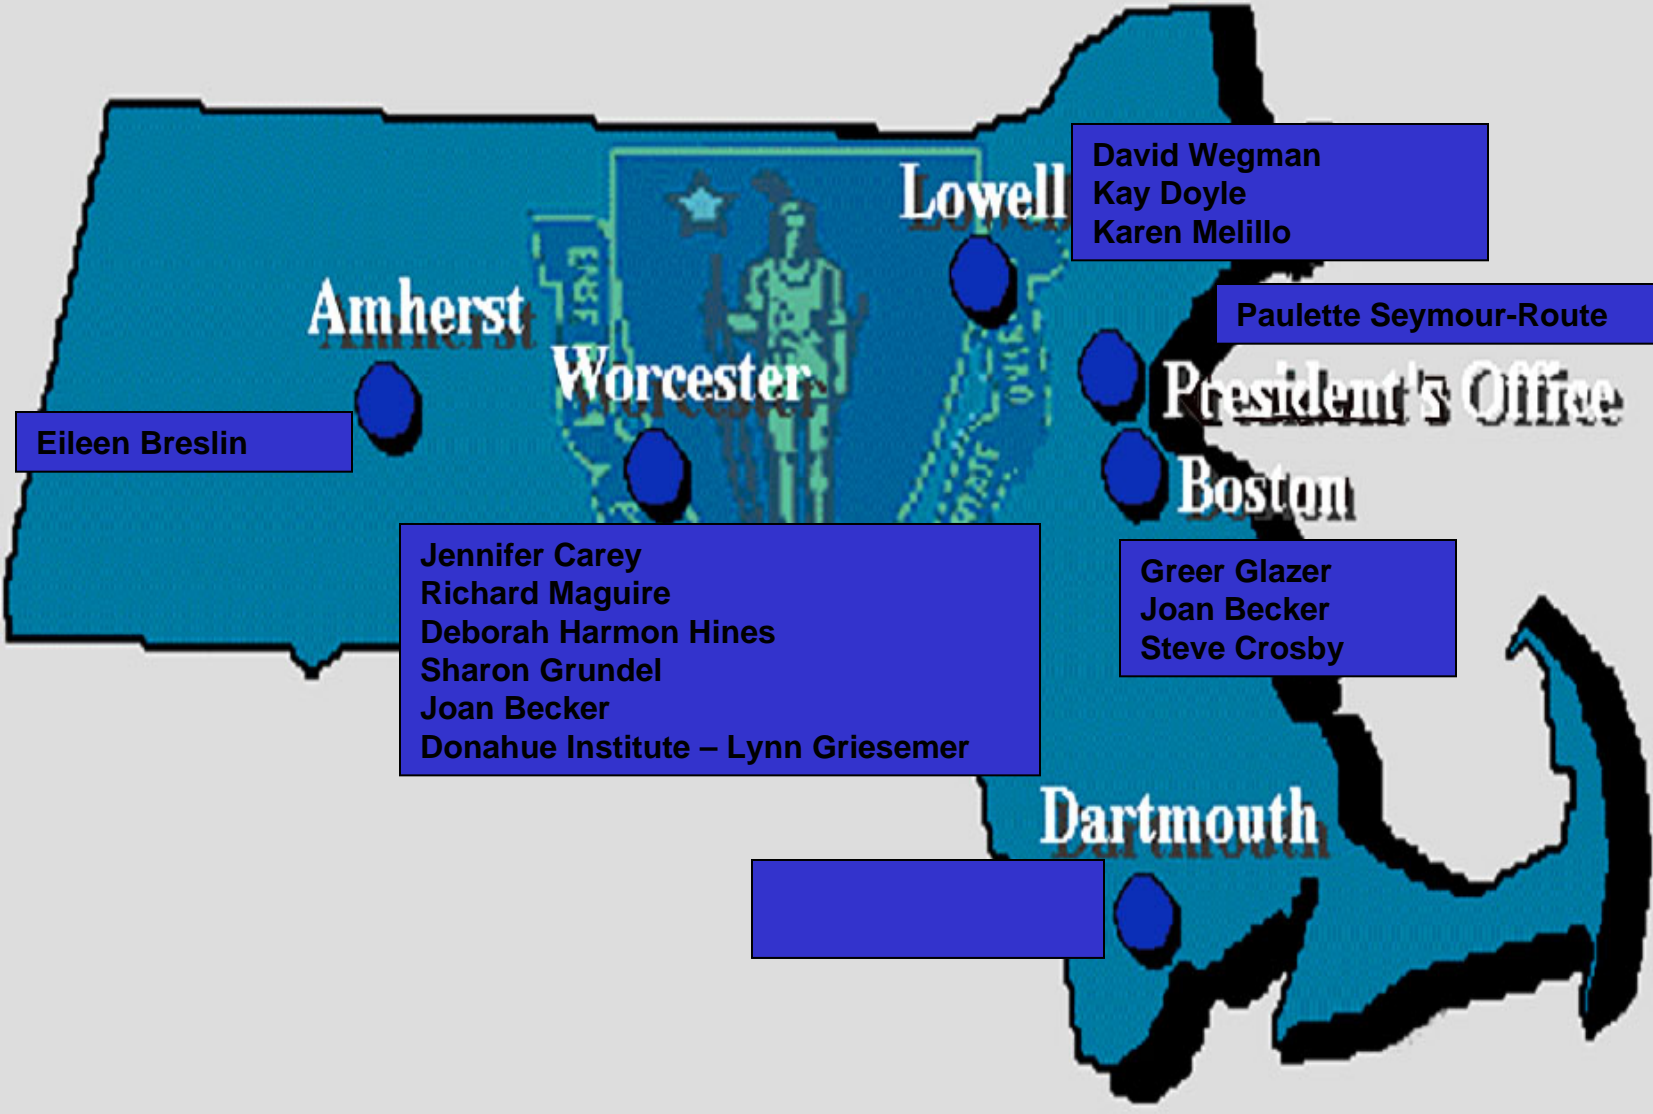 Lowell
David Wegman
Kay Doyle
Karen Melillo
Amherst
Paulette Seymour-Route
Worcester
President's Office
Eileen Breslin
Boston
Jennifer Carey
Richard Maguire
Deborah Harmon Hines
Sharon Grundel
Joan Becker
Donahue Institute – Lynn Griesemer
Greer Glazer
Joan Becker
Steve Crosby
Dartmouth